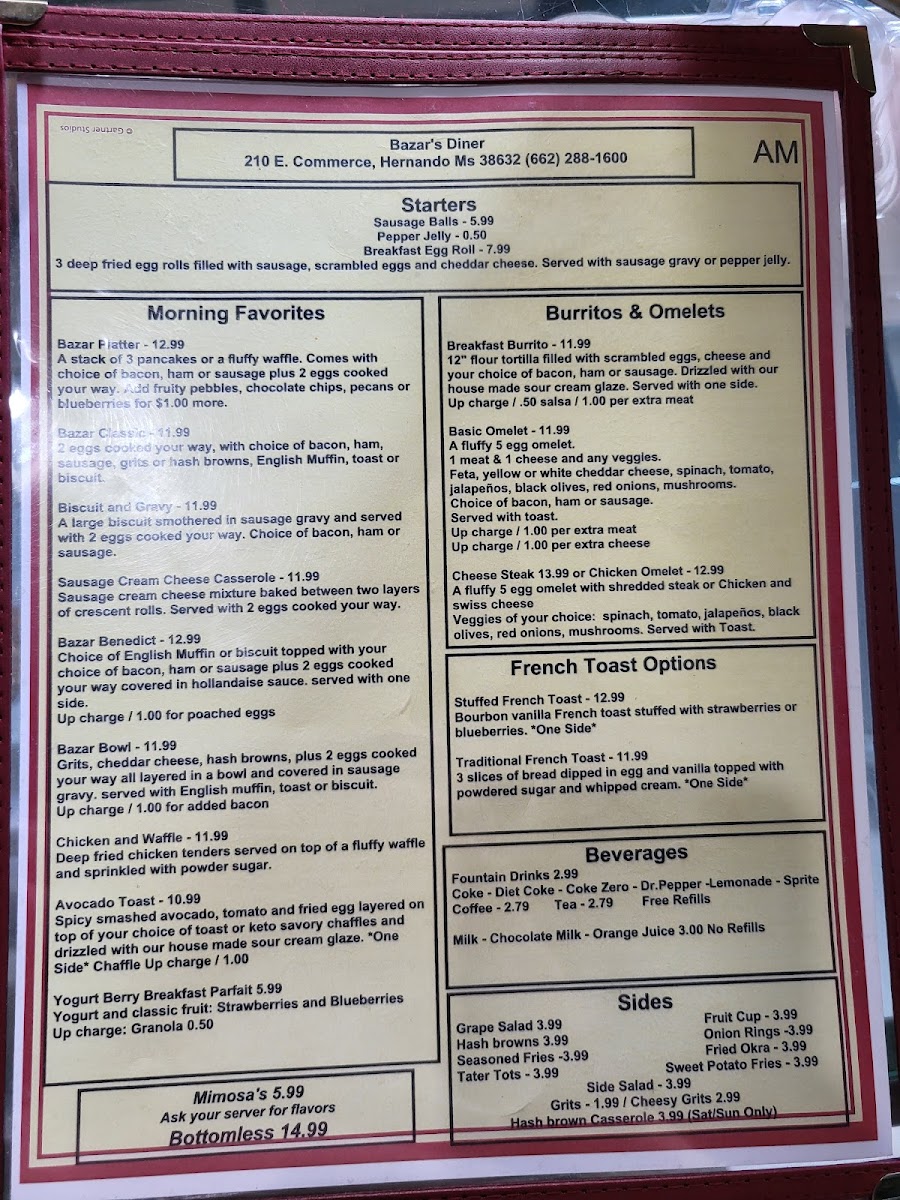 © Gartner Studios
Bazar's Diner
210 E. Commerce, Hernando Ms 38632 (662) 288-1600
AM
Starters
Sausage Balls - 5.99
Pepper Jelly - 0.50
Breakfast Egg Roll - 7.99
3 deep fried egg rolls filled with sausage, scrambled eggs and cheddar cheese. Served with sausage gravy or pepper jelly.
Morning Favorites
Bazar Platter - 12.99
A stack of 3 pancakes or a fluffy waffle. Comes with
choice of bacon, ham or sausage plus 2 eggs cooked
your way. Add fruity pebbles, chocolate chips, pecans or
blueberries for $1.00 more.
Bazar Classic - 11.99
2 eggs cooked your way, with choice of bacon, ham,
sausage, grits or hash browns, English Muffin, toast or
biscuit.
Biscuit and Gravy - 11.99
A large biscuit smothered in sausage gravy and served
with 2 eggs cooked your way. Choice of bacon, ham or
sausage.
Sausage Cream Cheese Casserole - 11.99
Sausage cream cheese mixture baked between two layers
of crescent rolls. Served with 2 eggs cooked your way.
Bazar Benedict - 12.99
Choice of English Muffin or biscuit topped with your
choice of bacon, ham or sausage plus 2 eggs cooked
your way covered in hollandaise sauce. served with one
side.
Up charge / 1.00 for poached eggs
Bazar Bowl - 11.99
Grits, cheddar cheese, hash browns, plus 2 eggs cooked
your way all layered in a bowl and covered in sausage
gravy. served with English muffin, toast or biscuit.
Up charge / 1.00 for added bacon
Chicken and Waffle - 11.99
Deep fried chicken tenders served on top of a fluffy waffle
and sprinkled with powder sugar.
Avocado Toast - 10.99
Spicy smashed avocado, tomato and fried egg layered on
top of your choice of toast or keto savory chaffles and
drizzled with our house made sour cream glaze. *One
Side* Chaffle Up charge / 1.00
Yogurt Berry Breakfast Parfait 5.99
Yogurt and classic fruit: Strawberries and Blueberries
Up charge: Granola 0.50
Mimosa's 5.99
Ask your server for flavors
Bottomless 14.99
Burritos & Omelets
Breakfast Burrito - 11.99
12" flour tortilla filled with scrambled eggs, cheese and
your choice of bacon, ham or sausage. Drizzled with our
house made sour cream glaze. Served with one side.
Up charge / .50 salsa / 1.00 per extra meat
Basic Omelet - 11.99
A fluffy 5 egg omelet.
1 meat & 1 cheese and any veggies.
Feta, yellow or white cheddar cheese, spinach, tomato,
jalapeños, black olives, red onions, mushrooms.
Choice of bacon, ham or sausage.
Served with toast.
Up charge / 1.00 per extra meat
Up charge / 1.00 per extra cheese
Cheese Steak 13.99 or Chicken Omelet - 12.99
A fluffy 5 egg omelet with shredded steak or Chicken and
swiss cheese
Veggies of your choice: spinach, tomato, jalapeños, black
olives, red onions, mushrooms. Served with Toast.
French Toast Options
Stuffed French Toast - 12.99
Bourbon vanilla French toast stuffed with strawberries or
blueberries. *One Side*
Traditional French Toast - 11.99
3 slices of bread dipped in egg and vanilla topped with
powdered sugar and whipped cream. *One Side*
Beverages
Fountain Drinks 2.99
Coke - Diet Coke - Coke Zero - Dr.Pepper -Lemonade - Sprite
Coffee - 2.79 Tea - 2.79 Free Refills
Milk - Chocolate Milk - Orange Juice 3.00 No Refills
Sides
Grape Salad 3.99 Fruit Cup - 3.99
Hash browns 3.99 Onion Rings -3.99
Seasoned Fries -3.99 Fried Okra - 3.99
Tater Tots - 3.99 Sweet Potato Fries - 3.99
Side Salad - 3.99
Grits - 1.99 / Cheesy Grits 2.99
Hash brown Casserole 3.99 (Sat/Sun Only)